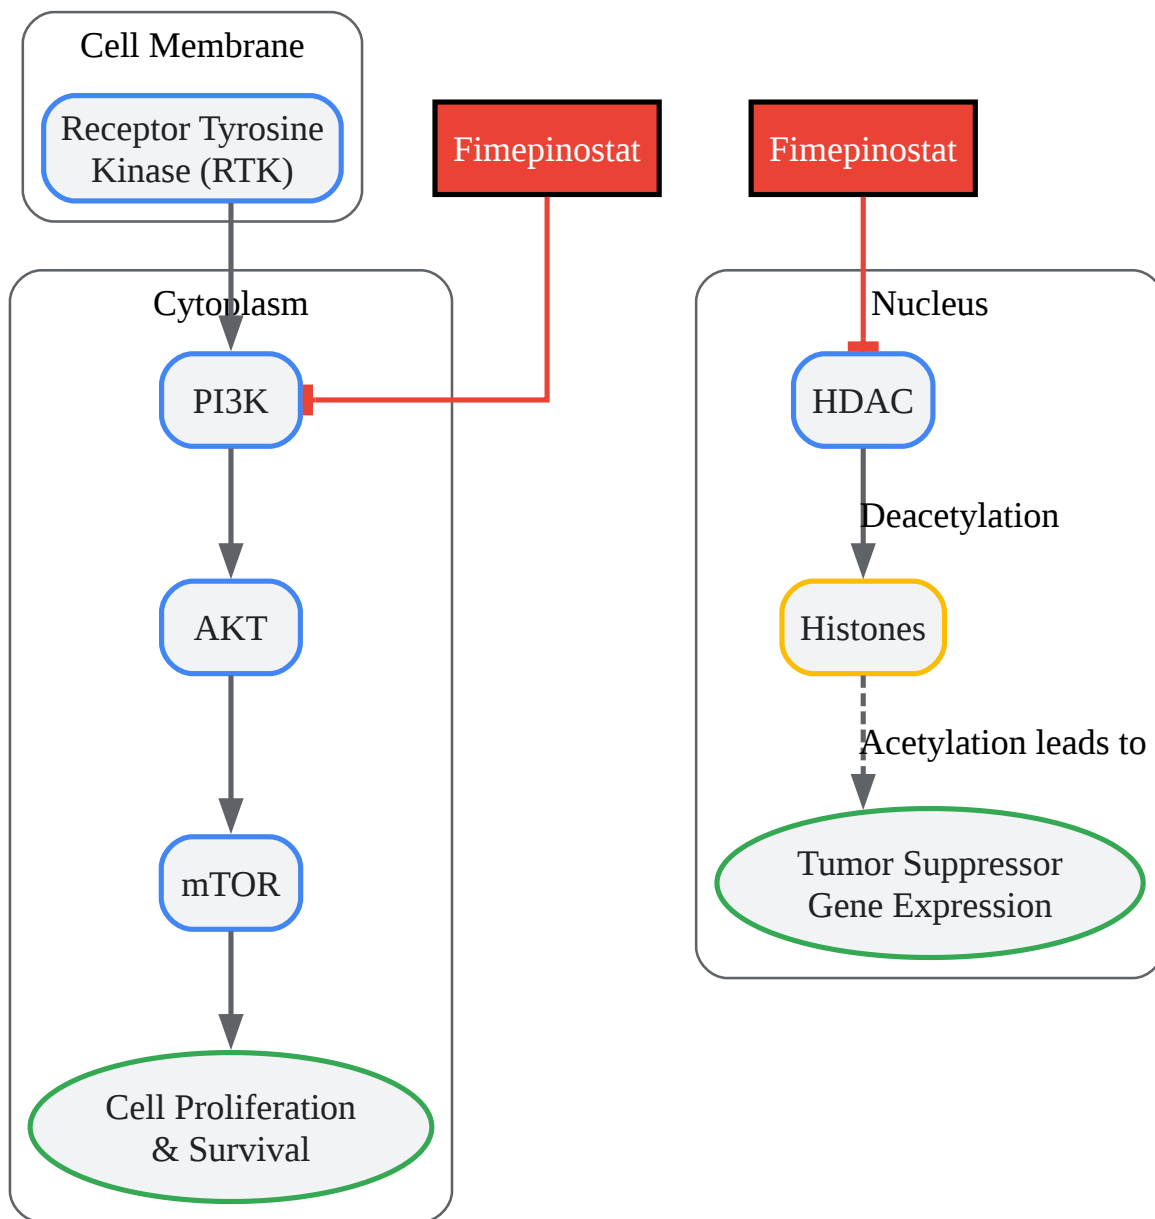 Cell Membrane
Receptor Tyrosine
Kinase (RTK)
Fimepinostat
Fimepinostat
Cytoplasm
PI3K
AKT
mTOR
Cell Proliferation
& Survival
Nucleus
HDAC
Deacetylation
Histones
Acetylation leads to
Tumor Suppressor
Gene Expression